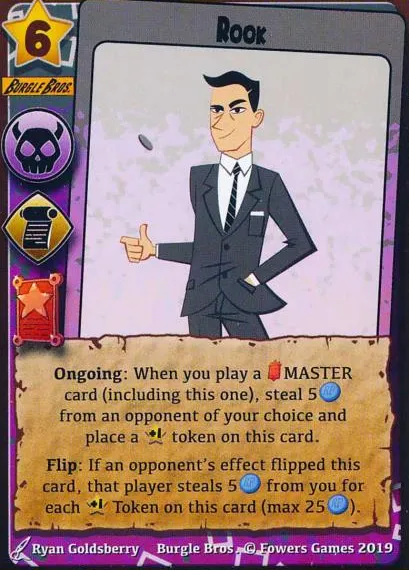 Rook
6
BURGLE BROS.
Ongoing: When you play a MASTER
card (including this one), steal 5
from an opponent of your choice and
place a +1 token on this card.
Flip: If an opponent's effect flipped this
card, that player steals 5 from you for
each +1 Token on this card (max 25).
Ryan Goldsberry Burgle Bros. © Fowers Games 2019